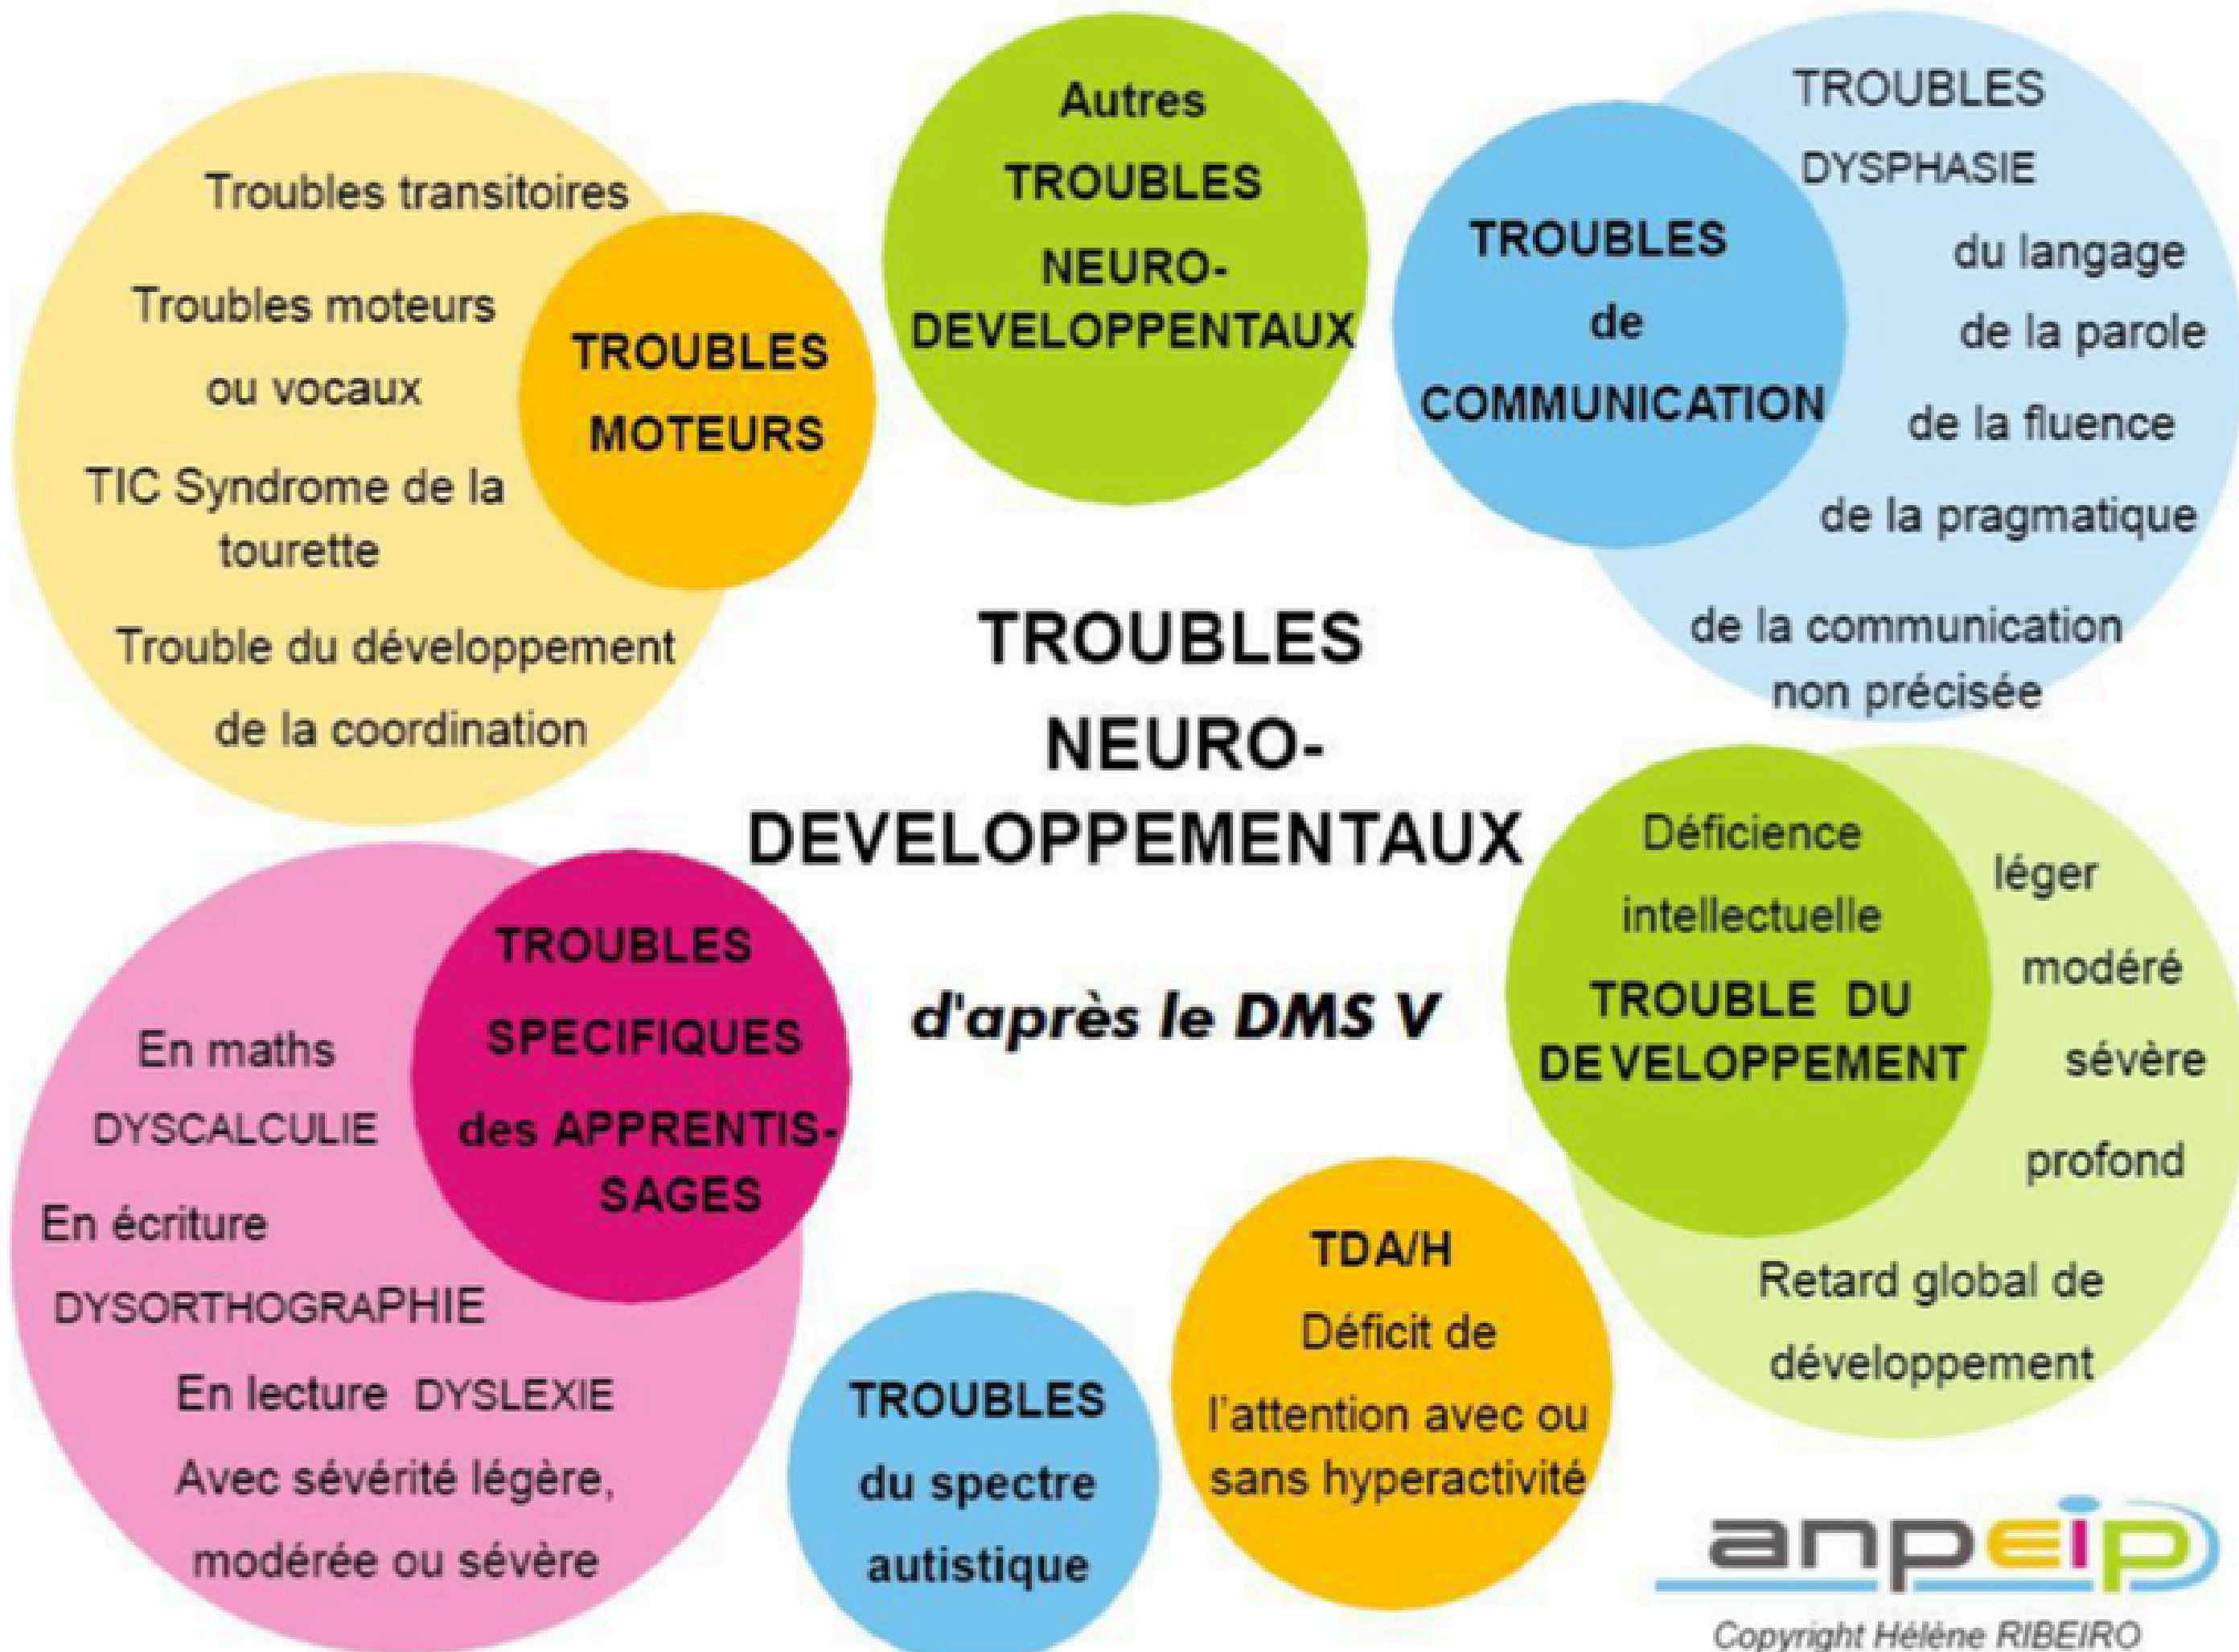 Troubles transitoires
Troubles moteurs
ou vocaux
TIC Syndrome de la
tourette
Trouble du développement
de la coordination
TROUBLES
MOTEURS
Autres
TROUBLES
NEURO-
DEVELOPPENTAUX
TROUBLES
de
COMMUNICATION
TROUBLES
DYSPHASIE
du langage
de la parole
de la fluence
de la pragmatique
de la communication
non précisée
TROUBLES
NEURO-
DEVELOPPEMENTAUX
d'après le DMS V
TROUBLES
SPECIFIQUES
des APPRENTIS-
SAGES
En maths
DYSCALCULIE
En écriture
DYSORTHOGRAPHIE
En lecture DYSLEXIE
Avec sévérité légère,
modérée ou sévère
TROUBLES
du spectre
autistique
TDA/H
Déficit de
l'attention avec ou
sans hyperactivité
Déficience
intellectuelle
TROUBLE DU
DEVELOPPEMENT
léger
modéré
sévère
profond
Retard global de
développement
anpeip
Copyright Hélène RIBEIRO